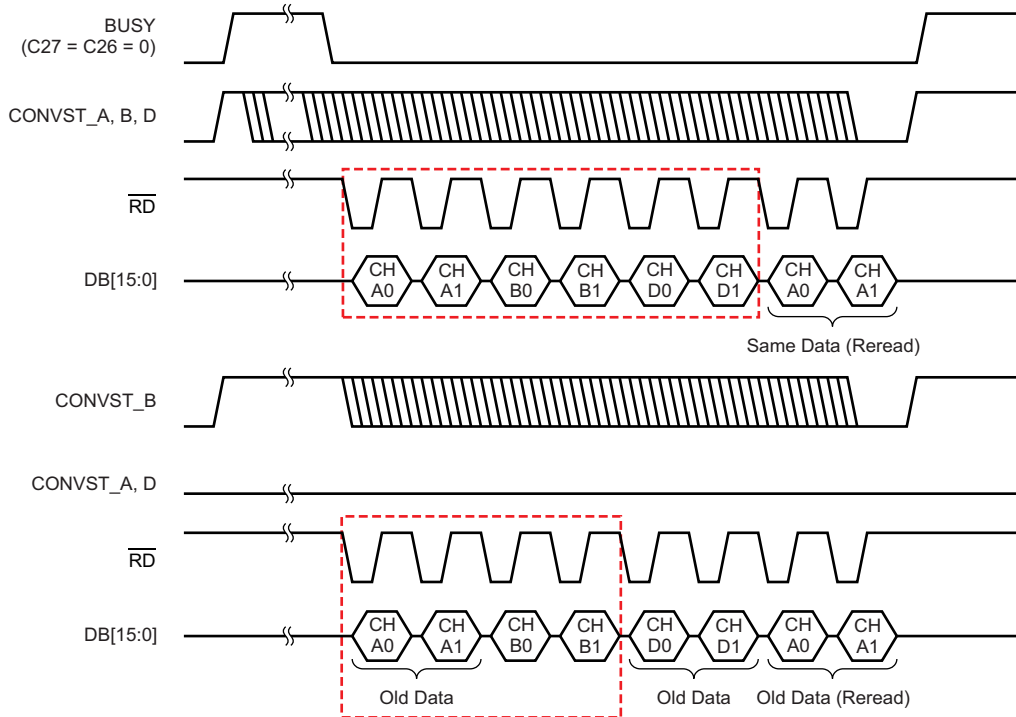 BUSY
(C27 = C26 = 0)
CONVST_A, B, D
RD
DB[15:0]
CH
A0
CH
A1
CH
B0
CH
B1
CH
D0
CH
D1
CH
A0
CH
A1
Same Data (Reread)
CONVST_B
CONVST_A, D
RD
DB[15:0]
CH
A0
CH
A1
CH
B0
CH
B1
CH
D0
CH
D1
CH
A0
CH
A1
Old Data
Old Data
Old Data (Reread)